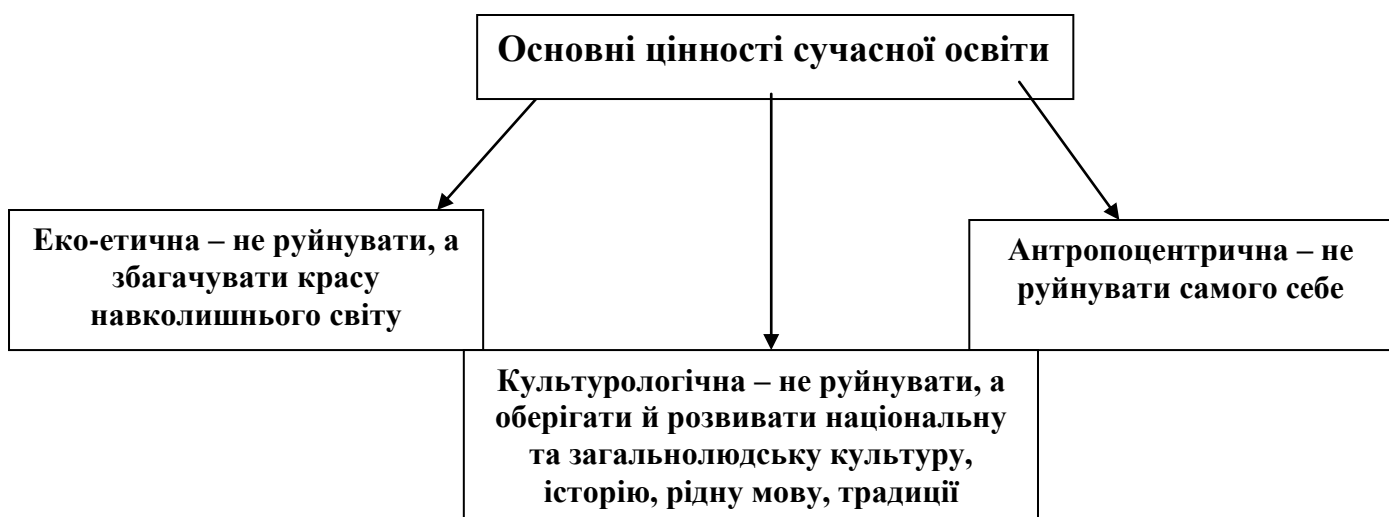 Основні цінності сучасної освіти
Еко-етична – не руйнувати, а
збагачувати красу
навколишнього світу
Антропоцентрична – не
руйнувати самого себе
Культурологічна – не руйнувати, а
оберігати й розвивати національну
та загальнолюдську культуру,
історію, рідну мову, традиції